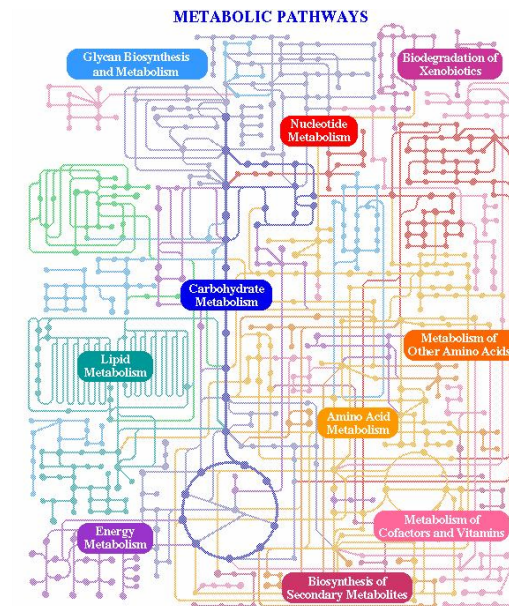 METABOLIC PATHWAYS
Glycan Biosynthesis
and Metabolism
Biodegradation of
Xenobiotics
Nucleotide
Metabolism
Carbohydrate
Metabolism
Metabolism of
Other Amino Acids
Lipid
Metabolism
Amino Acid
Metabolism
Energy
Metabolism
Metabolism of
Cofactors and Vitamins
Biosynthesis of
Secondary Metabolites